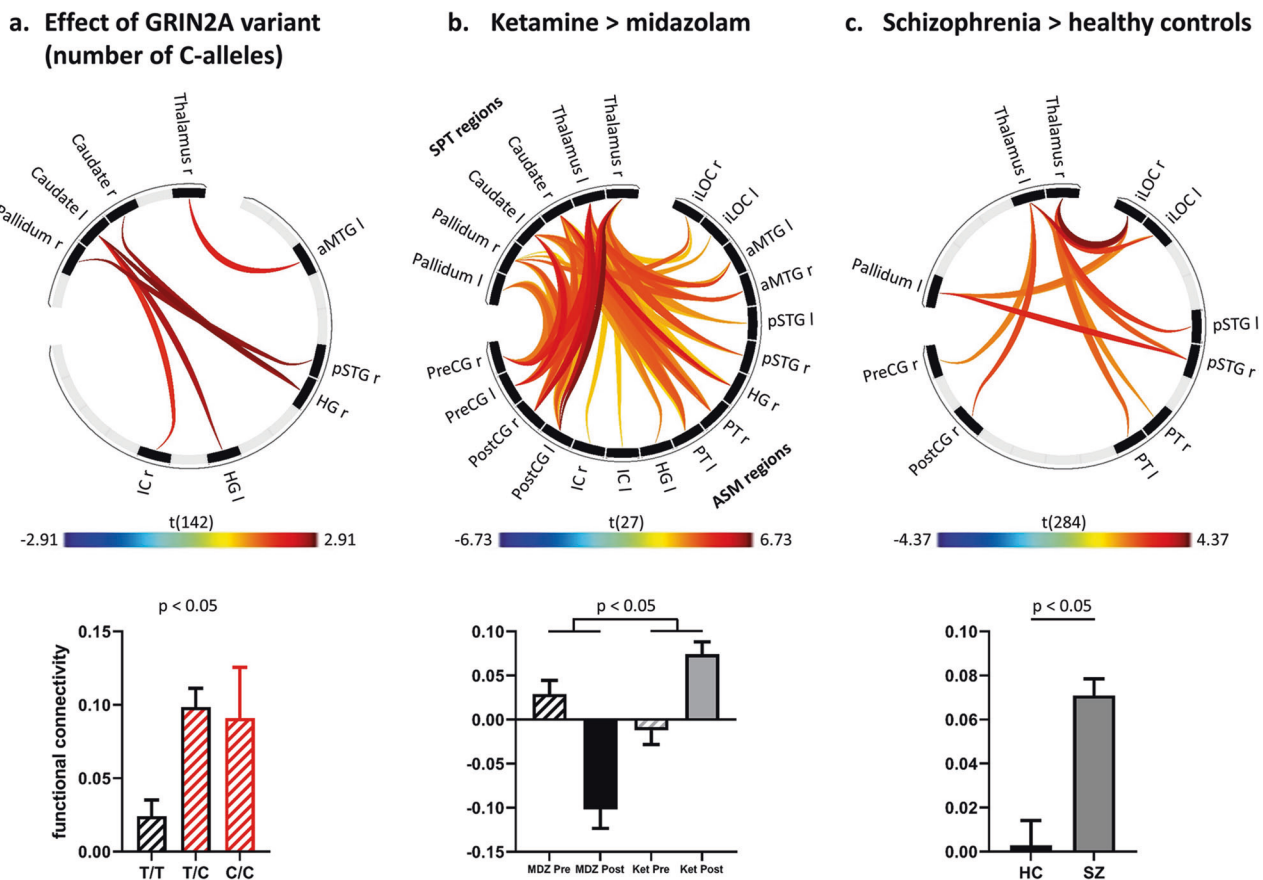 a. Effect of GRIN2A variant
(number of C-alleles)
Thalamus r
Caudate r
Caudate l
Pallidum r
aMTG l
pSTG r
HG r
HG l
IC r
t(142)
-2.91
2.91
p < 0.05
functional connectivity
0.15
0.10
0.05
0.00
T/T
T/C
C/C
b. Ketamine > midazolam
SPT regions
Thalamus r
Thalamus l
Caudate r
Caudate l
Pallidum r
Pallidum l
iLOC r
iLOC l
aMTG l
aMTG r
pSTG l
pSTG r
HG r
PT r
PT l
HG l
IC l
IC r
PostCG l
PostCG r
PreCG l
PreCG r
ASM regions
t(27)
-6.73
6.73
p < 0.05
0.10
0.05
0.00
-0.05
-0.10
-0.15
MDZ Pre
MDZ Post
Ket Pre
Ket Post
c. Schizophrenia > healthy controls
Thalamus r
Thalamus l
Pallidum l
iLOC r
iLOC l
pSTG l
pSTG r
PT r
PT l
PostCG r
PreCG r
t(284)
-4.37
4.37
p < 0.05
0.10
0.08
0.06
0.04
0.02
0.00
HC
SZ